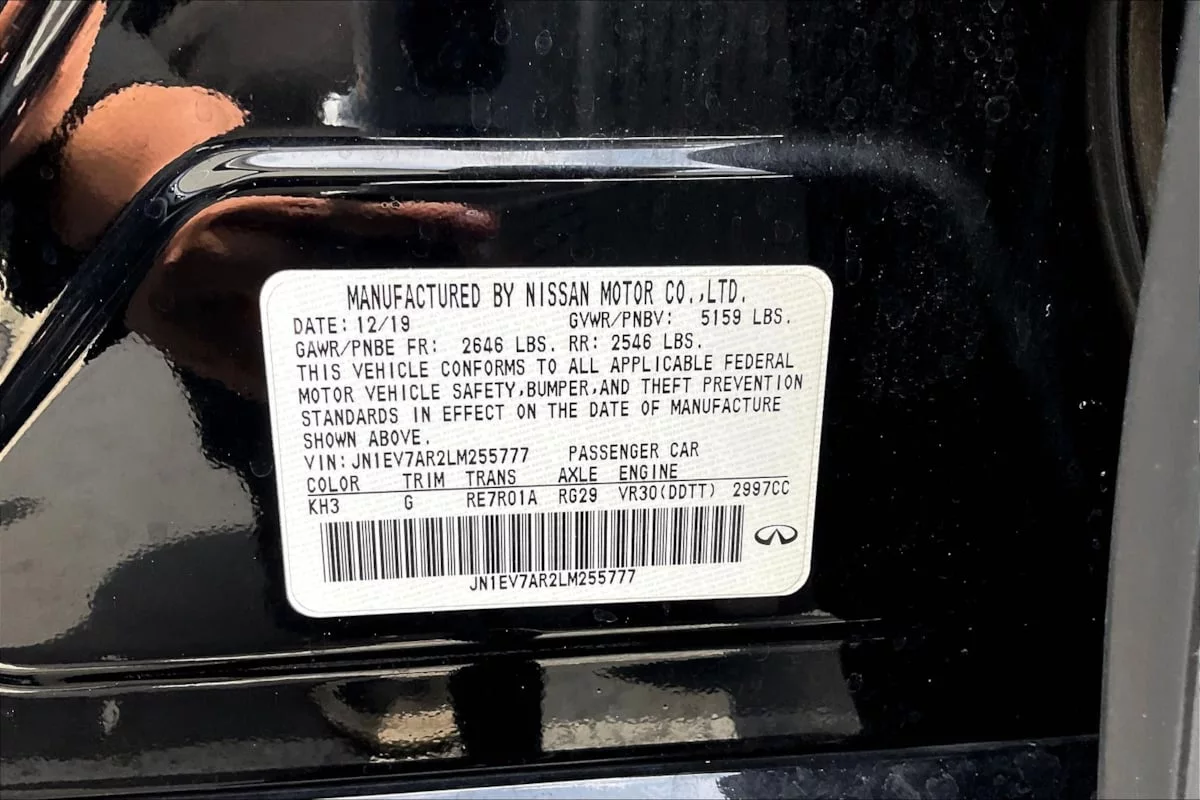 MANUFACTURED BY NISSAN MOTOR CO.,LTD.
DATE: 12/19 GVWR/PNBV: 5159 LBS.
GAWR/PNBE FR: 2646 LBS. RR: 2546 LBS.
THIS VEHICLE CONFORMS TO ALL APPLICABLE FEDERAL
MOTOR VEHICLE SAFETY,BUMPER,AND THEFT PREVENTION
STANDARDS IN EFFECT ON THE DATE OF MANUFACTURE
SHOWN ABOVE.
VIN:JN1EV7AR2LM255777 PASSENGER CAR
COLOR TRIM TRANS AXLE ENGINE
KH3 G RE7R01A RG29 VR30(DDTT) 2997CC
JN1EV7AR2LM255777